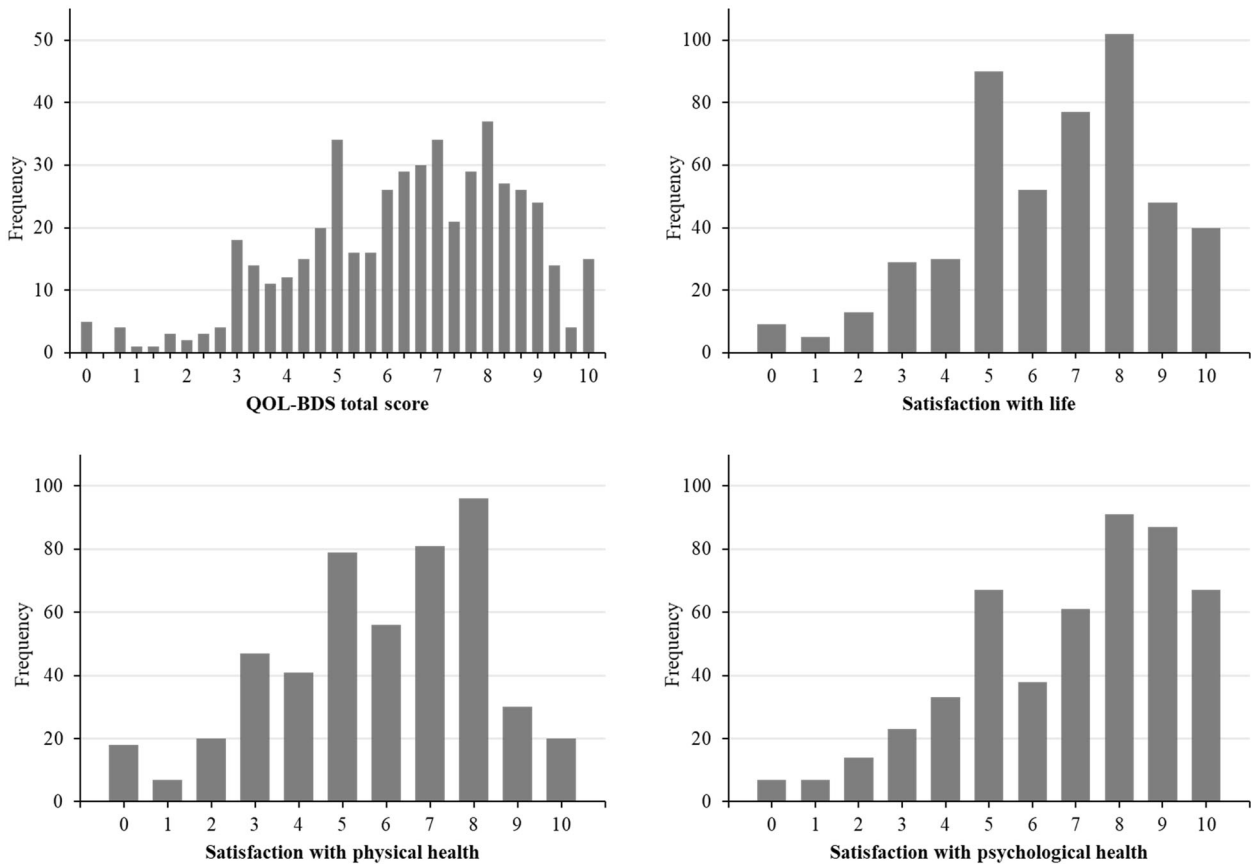 50
40
30
20
10
0
Frequency
0 1 2 3 4 5 6 7 8 9 10
QOL-BDS total score
100
80
60
40
20
0
Frequency
0 1 2 3 4 5 6 7 8 9 10
Satisfaction with life
100
80
60
40
20
0
Frequency
0 1 2 3 4 5 6 7 8 9 10
Satisfaction with physical health
100
80
60
40
20
0
Frequency
0 1 2 3 4 5 6 7 8 9 10
Satisfaction with psychological health